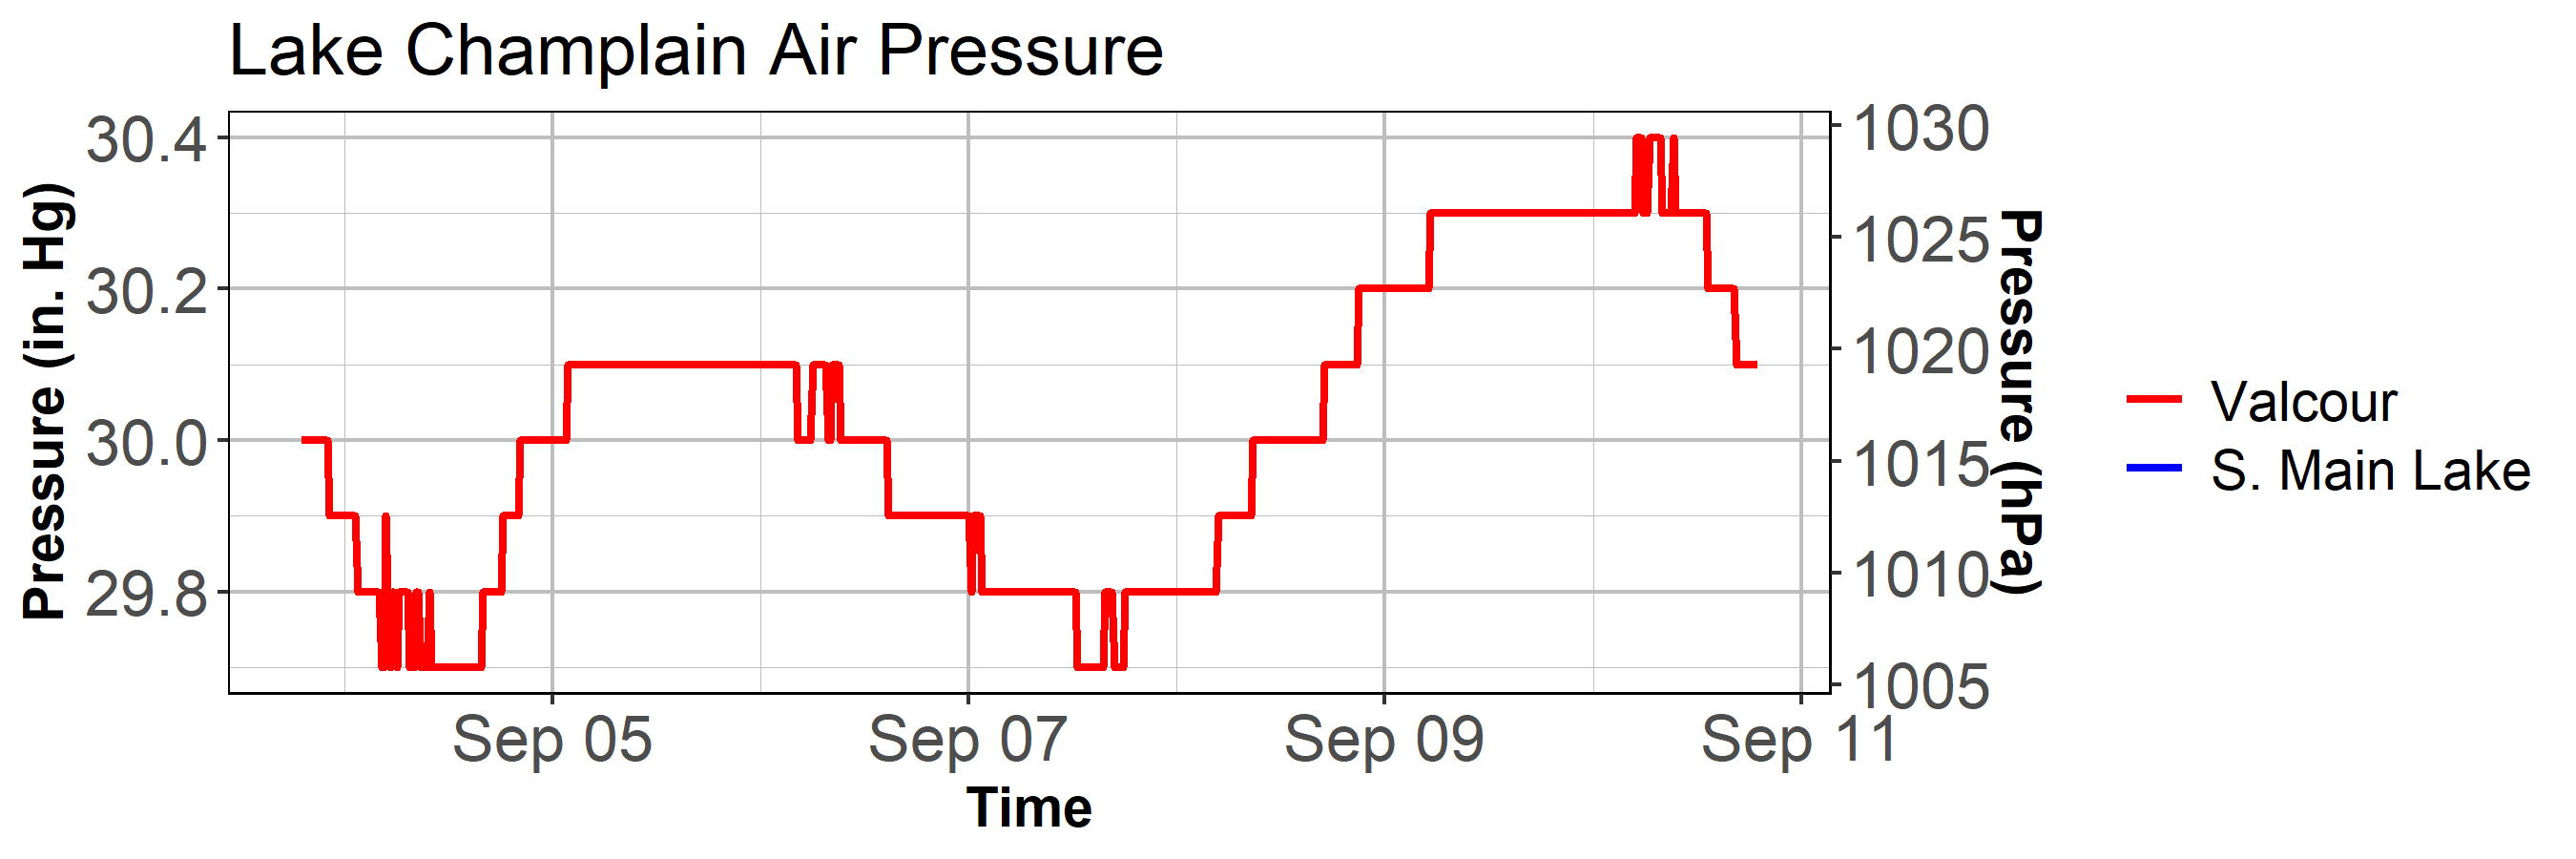 Lake Champlain Air Pressure
Pressure (in. Hg)
30.4
30.2
30.0
29.8
1030
1025
1020
1015
1010
1005
Pressure (hPa)
Sep 05
Sep 07
Sep 09
Sep 11
Time
Valcour
S. Main Lake